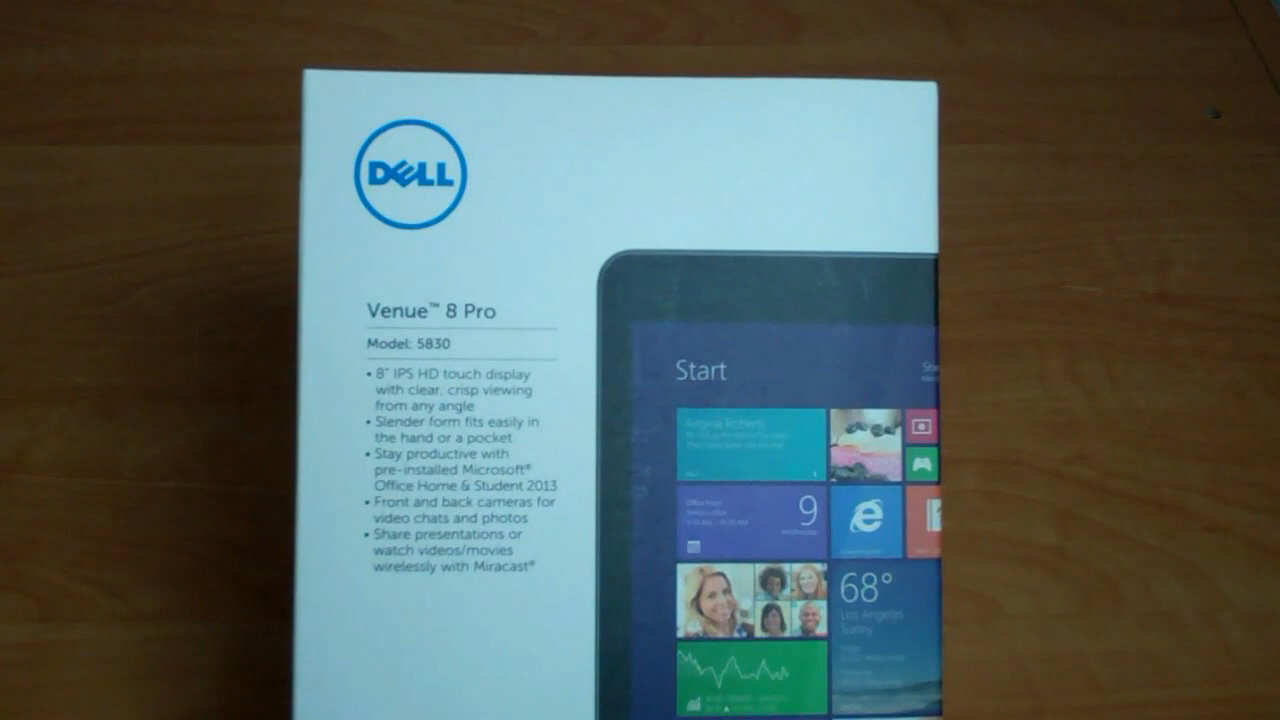 DELL
Venue™ 8 Pro
Model: 5830
• 8" IPS HD touch display
with clear, crisp viewing
from any angle
• Slender form fits easily in
the hand or a pocket
• Stay productive with
pre-installed Microsoft®
Office Home & Student 2013
• Front and back cameras for
video chats and photos
• Share presentations or
watch videos/movies
wirelessly with Miracast®
Start
9
68°
Los Angeles
Sunny